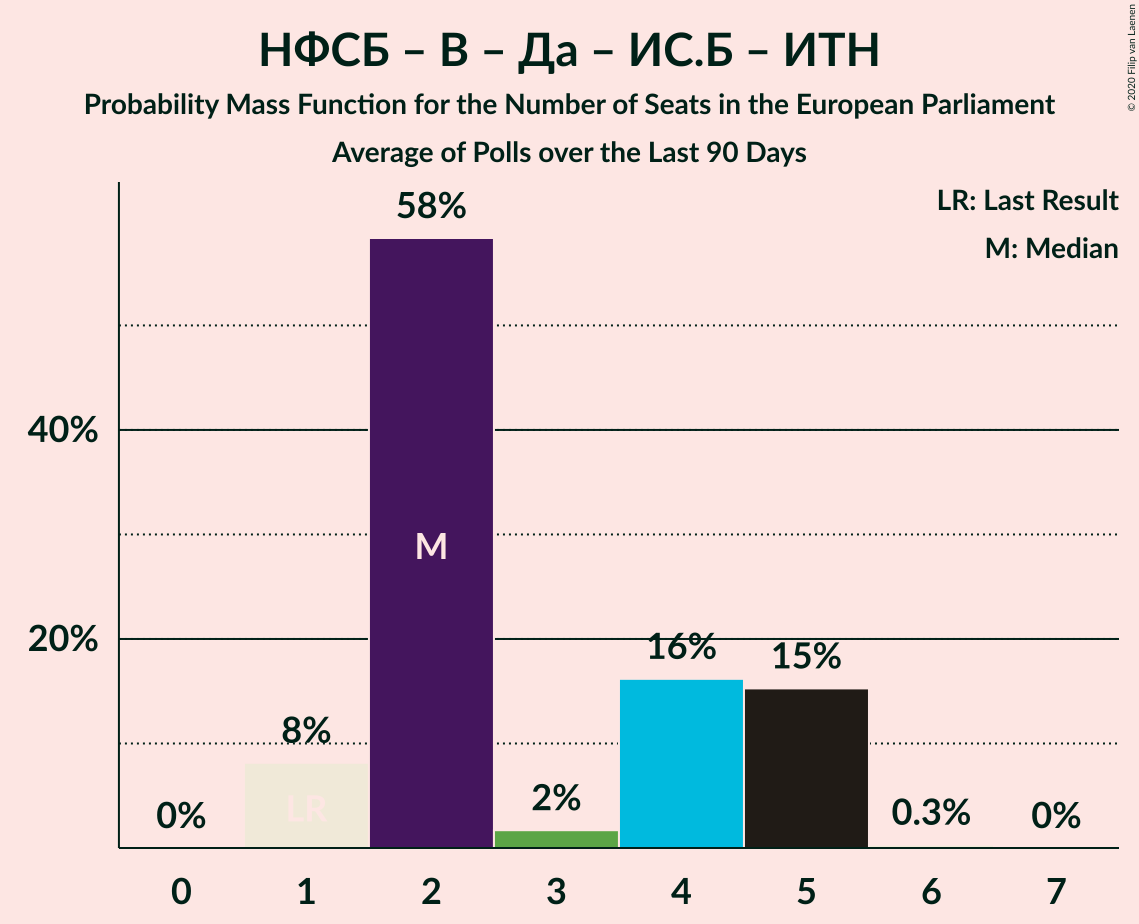 НФСБ – В – Да – ИС.Б – ИТН
Probability Mass Function for the Number of Seats in the European Parliament
Average of Polls over the Last 90 Days
© 2020 Filip van Laenen
LR: Last Result
M: Median
58%
40%
M
20%
16%
15%
8%
2%
LR
0%
0.3%
0%
0 1 2 3 4 5 6 7